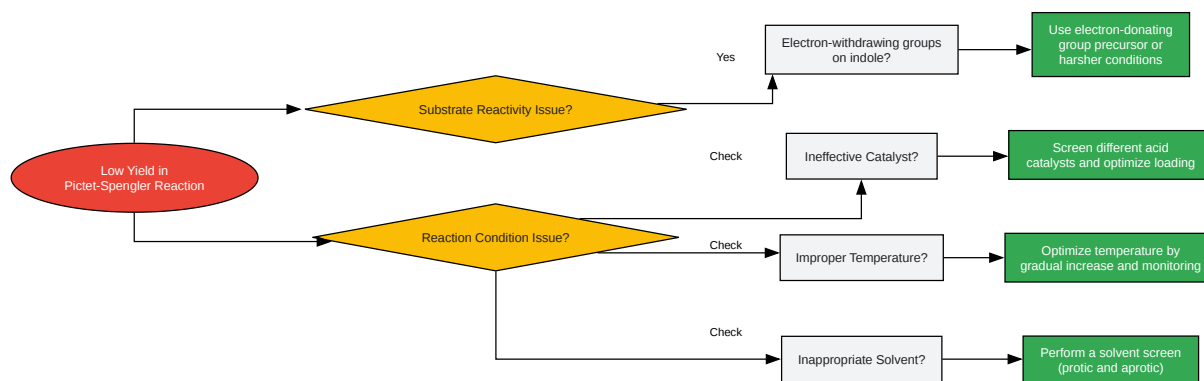 Low Yield in
Pictet-Spengler Reaction
Substrate Reactivity Issue?
Yes
Electron-withdrawing groups
on indole?
Use electron-donating
group precursor or
harsher conditions
Reaction Condition Issue?
Check
Ineffective Catalyst?
Screen different acid
catalysts and optimize loading
Check
Improper Temperature?
Optimize temperature by
gradual increase and monitoring
Check
Inappropriate Solvent?
Perform a solvent screen
(protic and aprotic)